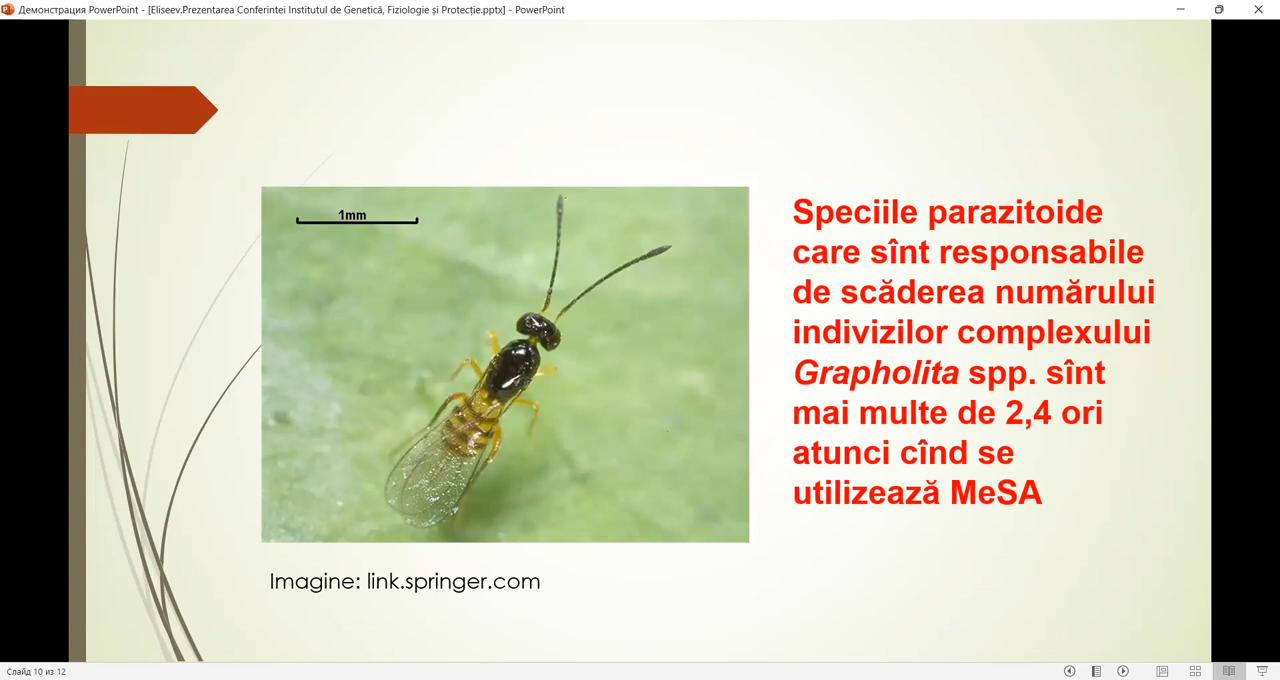 Демонстрация PowerPoint - [Eliseev.Prezentarea Conferintei Institutul de Genetică, Fiziologie și Protecție.pptx] - PowerPoint
1mm
Speciile parazitoide
care sînt responsabile
de scăderea numărului
indivizilor complexului
Grapholita spp. sînt
mai multe de 2,4 ori
atunci cînd se
utilizează MeSA
Imagine: link.springer.com
Слайд 10 из 12